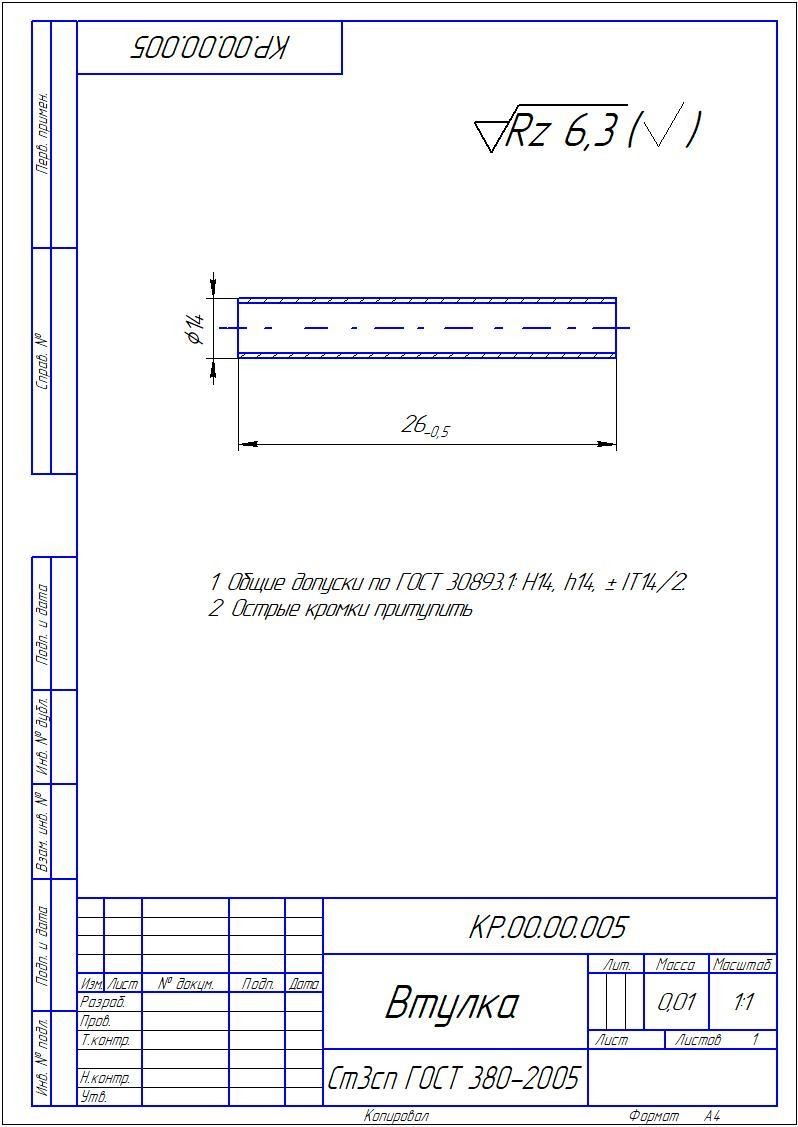 КР.00.00.005
Rz 6,3 (√)
Перв. примен.
Справ. №
⌀14
26-0,5
1 Общие допуски по ГОСТ 30893.1: H14, h14, ± IT14/2.
2 Острые кромки притупить
Подп. и дата
Инв. № дубл.
Взам. инв. №
Подп. и дата
Инв. № подл.
КР.00.00.005
Изм. Лист № докум. Подп. Дата
Разраб.
Пров.
Т.контр.
Н.контр.
Утв.
Втулка
Лит. Масса Масштаб
0,01 1:1
Лист Листов 1
Ст3сп ГОСТ 380-2005
Копировал Формат А4